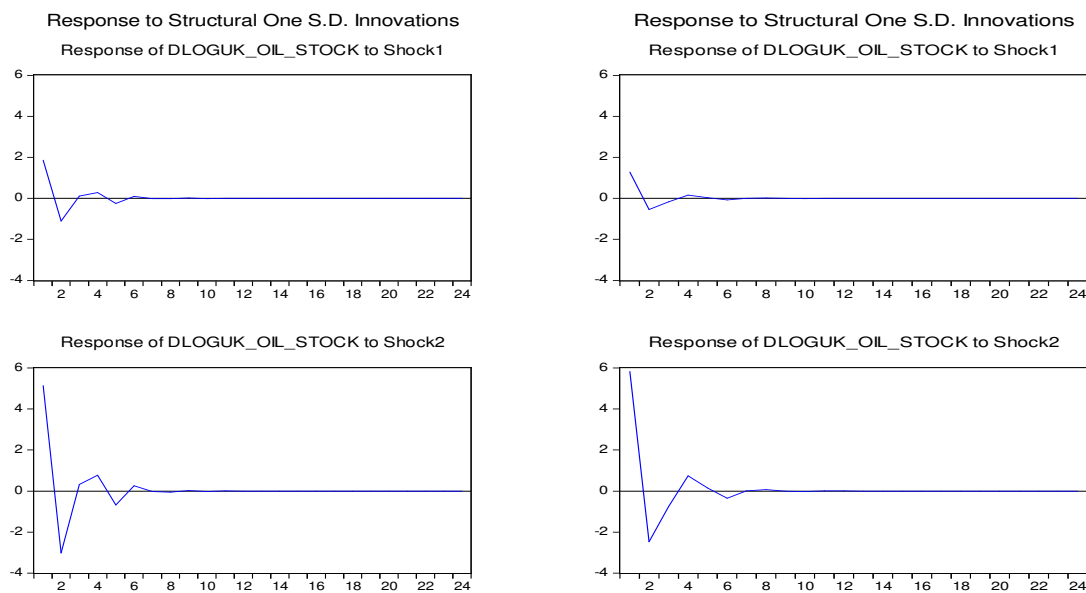 Response to Structural One S.D. Innovations
Response of DLOGUK_OIL_STOCK to Shock1
6
4
2
0
-2
-4
2 4 6 8 10 12 14 16 18 20 22 24
Response of DLOGUK_OIL_STOCK to Shock2
6
4
2
0
-2
-4
2 4 6 8 10 12 14 16 18 20 22 24
Response to Structural One S.D. Innovations
Response of DLOGUK_OIL_STOCK to Shock1
6
4
2
0
-2
-4
2 4 6 8 10 12 14 16 18 20 22 24
Response of DLOGUK_OIL_STOCK to Shock2
6
4
2
0
-2
-4
2 4 6 8 10 12 14 16 18 20 22 24